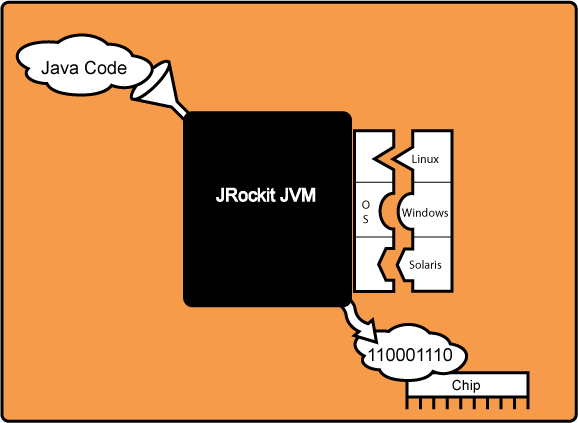 Java Code
JRockit JVM
Linux
O
S
Windows
Solaris
110001110
Chip